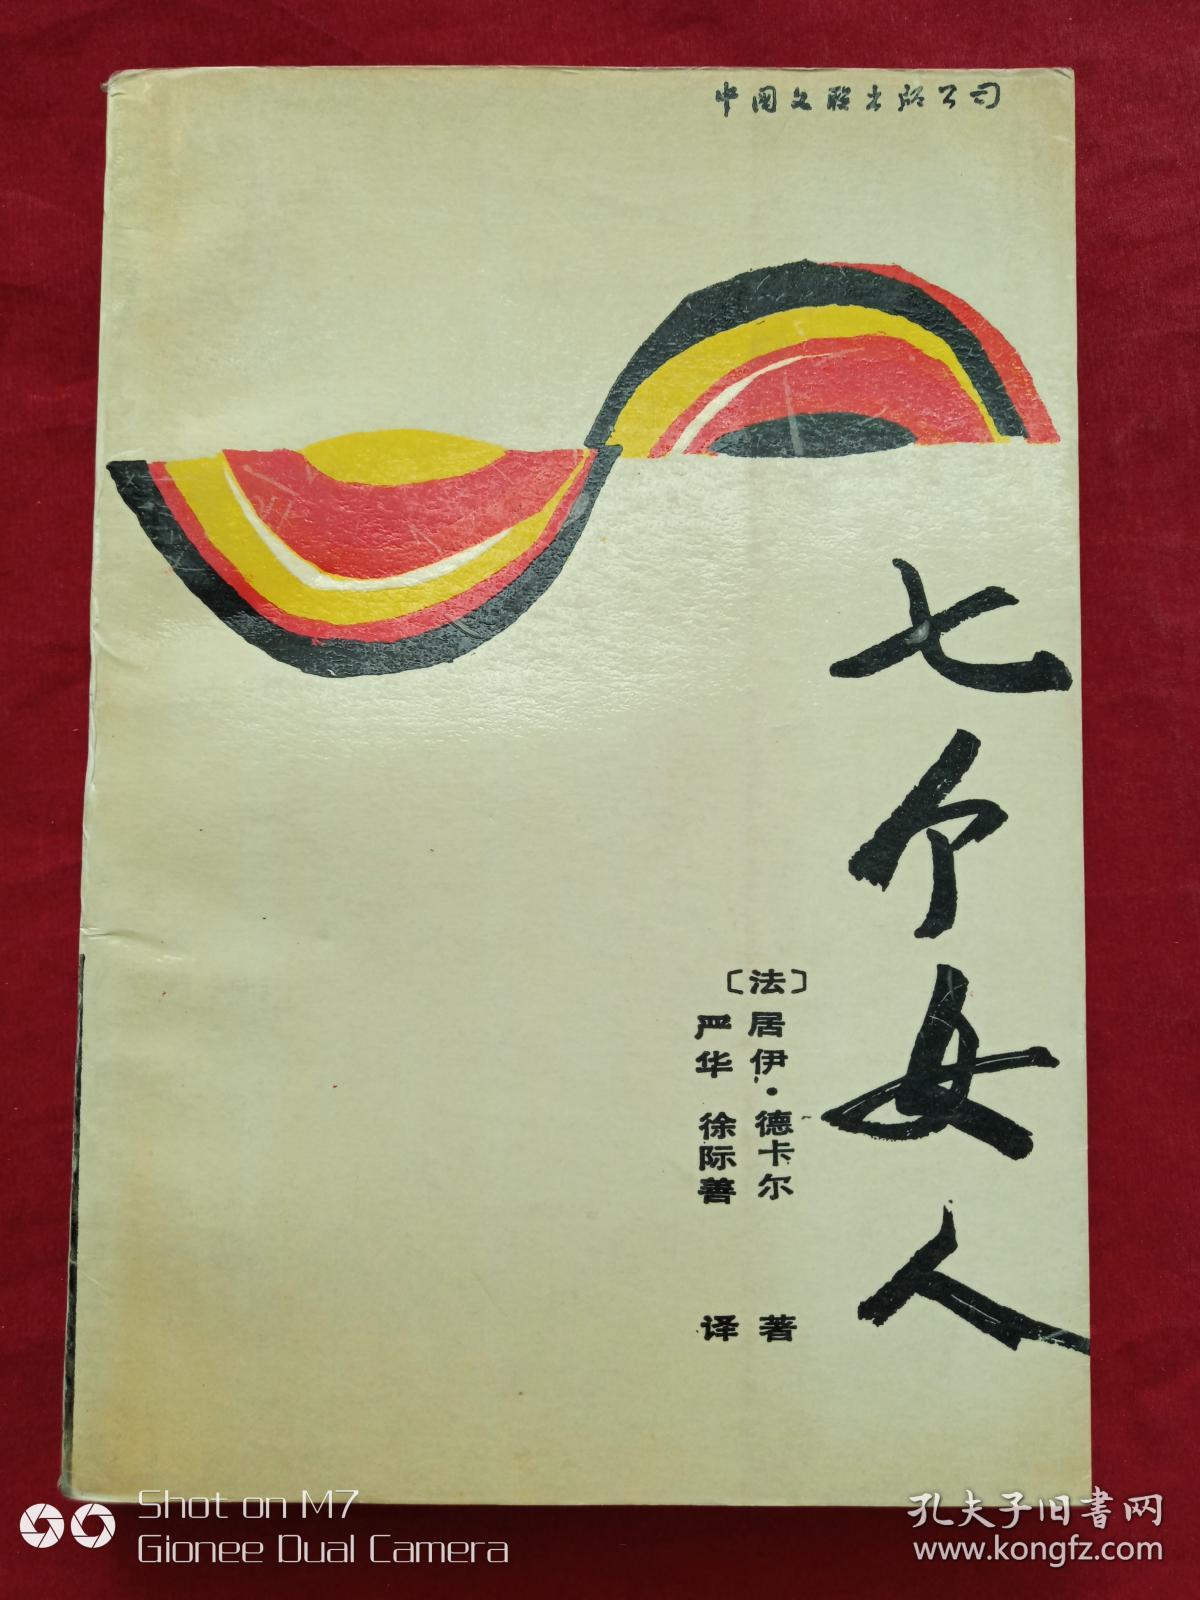 中国文联出版公司
七个女人
〔法〕
居伊·德卡尔 著
严华 徐际善 译
Shot on M7
Gionee Dual Camera
孔夫子旧書网
www.kongfz.com